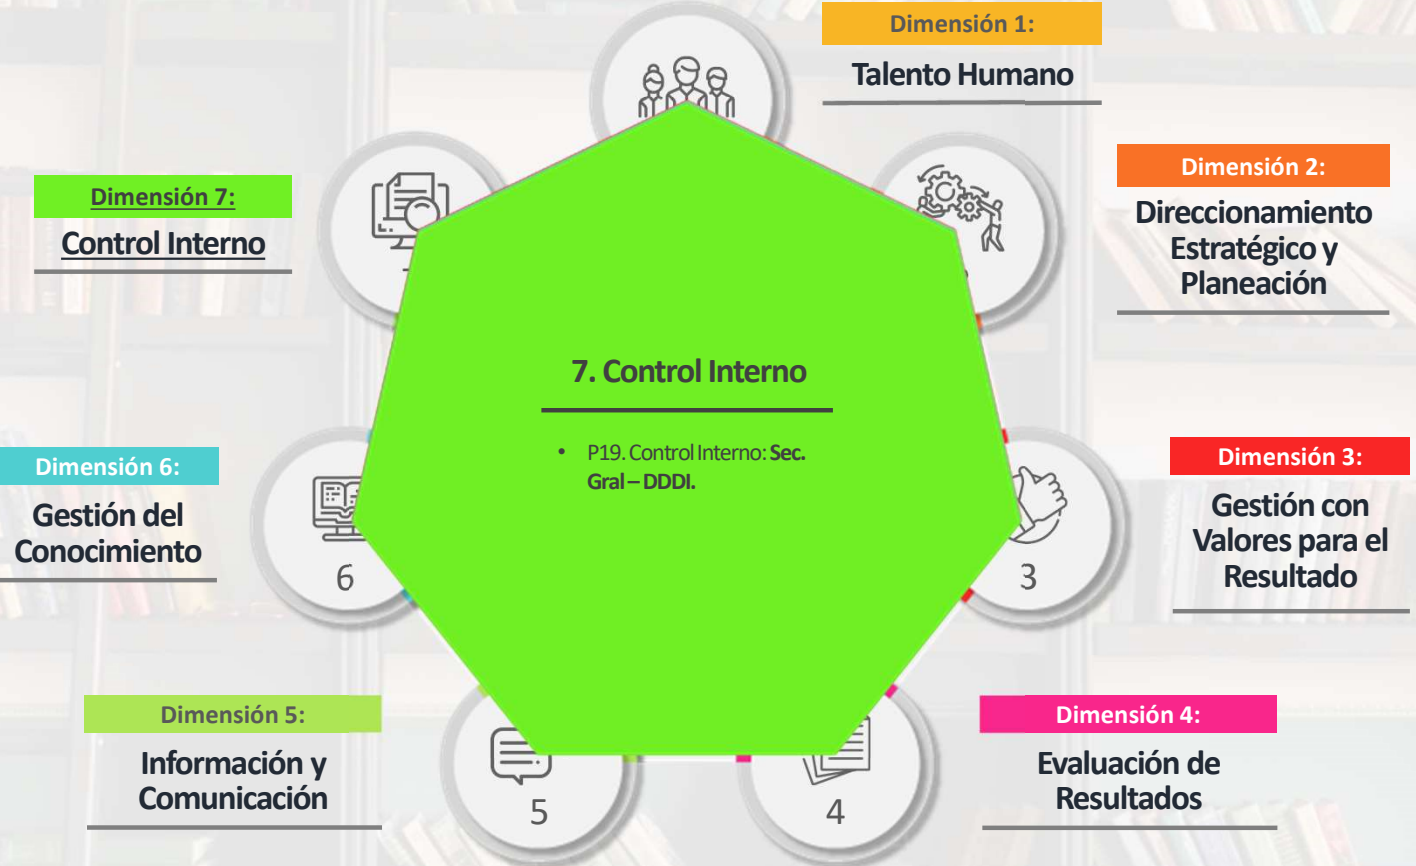 Dimensión 1:
Talento Humano
Dimensión 2:
Direccionamiento
Estratégico y
Planeación
Dimensión 7:
Control Interno
7. Control Interno
• P19. Control Interno: Sec.
Gral – DDDI.
Dimensión 3:
Gestión con
Valores para el
Resultado
3
Dimensión 6:
Gestión del
Conocimiento
6
Dimensión 5:
Información y
Comunicación
5
Dimensión 4:
Evaluación de
Resultados
4